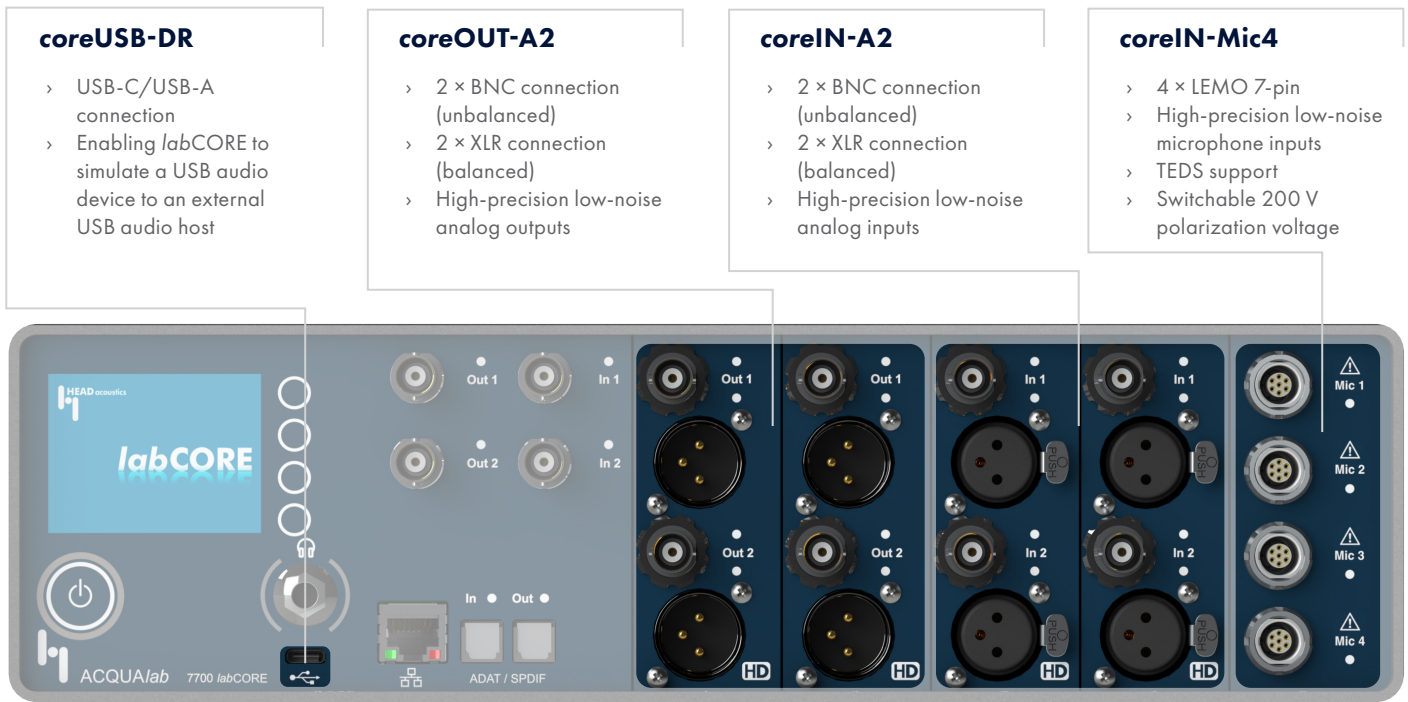 coreUSB-DR
› USB-C/USB-A
connection
› Enabling labCORE to
simulate a USB audio
device to an external
USB audio host
coreOUT-A2
› 2 × BNC connection
(unbalanced)
› 2 × XLR connection
(balanced)
› High-precision low-noise
analog outputs
coreIN-A2
› 2 × BNC connection
(unbalanced)
› 2 × XLR connection
(balanced)
› High-precision low-noise
analog inputs
coreIN-Mic4
› 4 × LEMO 7-pin
› High-precision low-noise
microphone inputs
› TEDS support
› Switchable 200 V
polarization voltage
HEAD acoustics
labCORE
ACQUAlab 7700 labCORE
Out 1
In 1
Out 2
In 2
In Out
ADAT / SPDIF
Out 1
Out 2
HD
Out 1
Out 2
HD
In 1
PUSH
In 2
PUSH
HD
In 1
PUSH
In 2
PUSH
HD
Mic 1
Mic 2
Mic 3
Mic 4